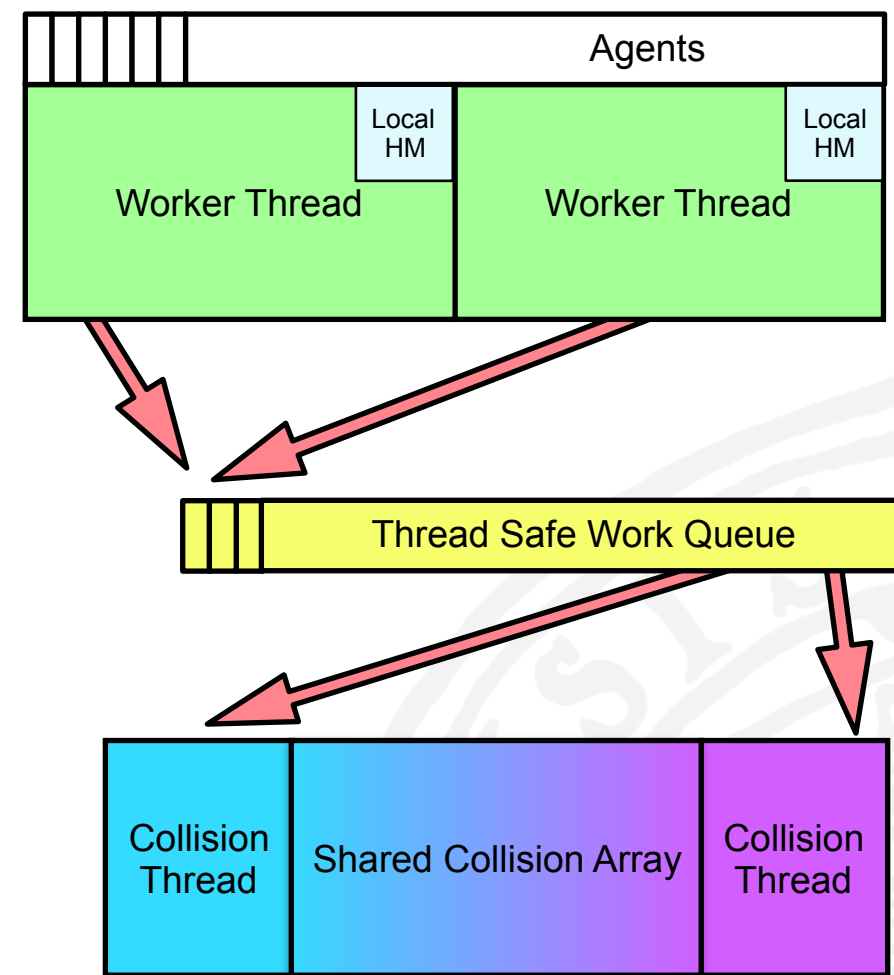 Agents
Local
HM
Local
HM
Worker Thread
Worker Thread
Thread Safe Work Queue
Collision
Thread
Shared Collision Array
Collision
Thread